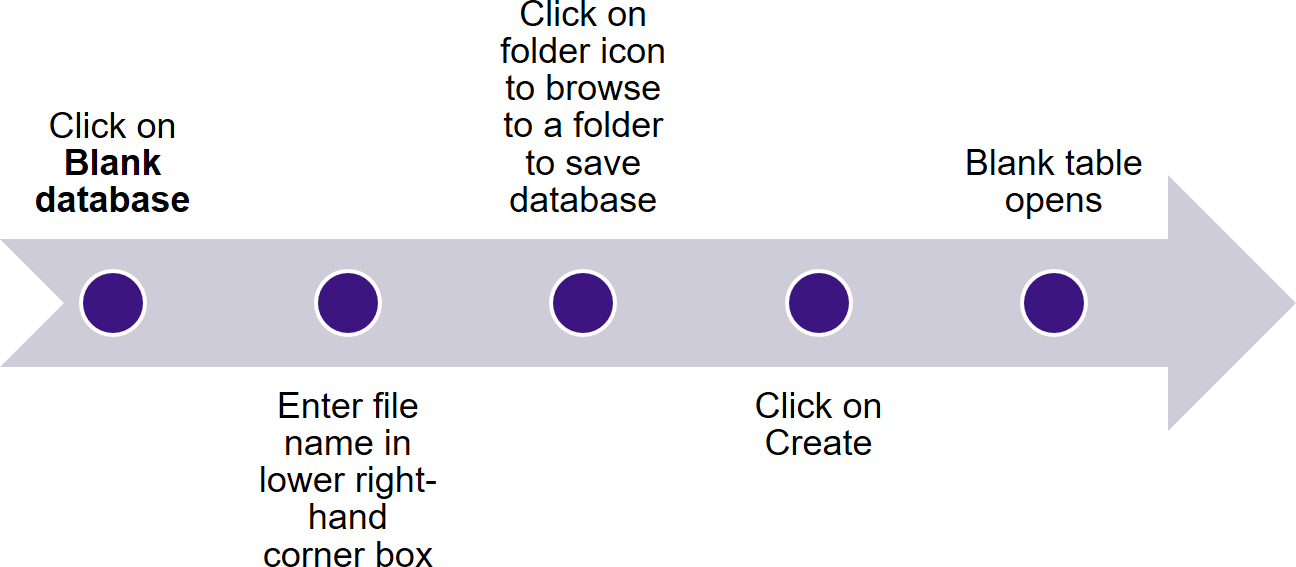 Click on
Blank
database
Enter file
name in
lower right-
hand
corner box
Click on
folder icon
to browse
to a folder
to save
database
Click on
Create
Blank table
opens